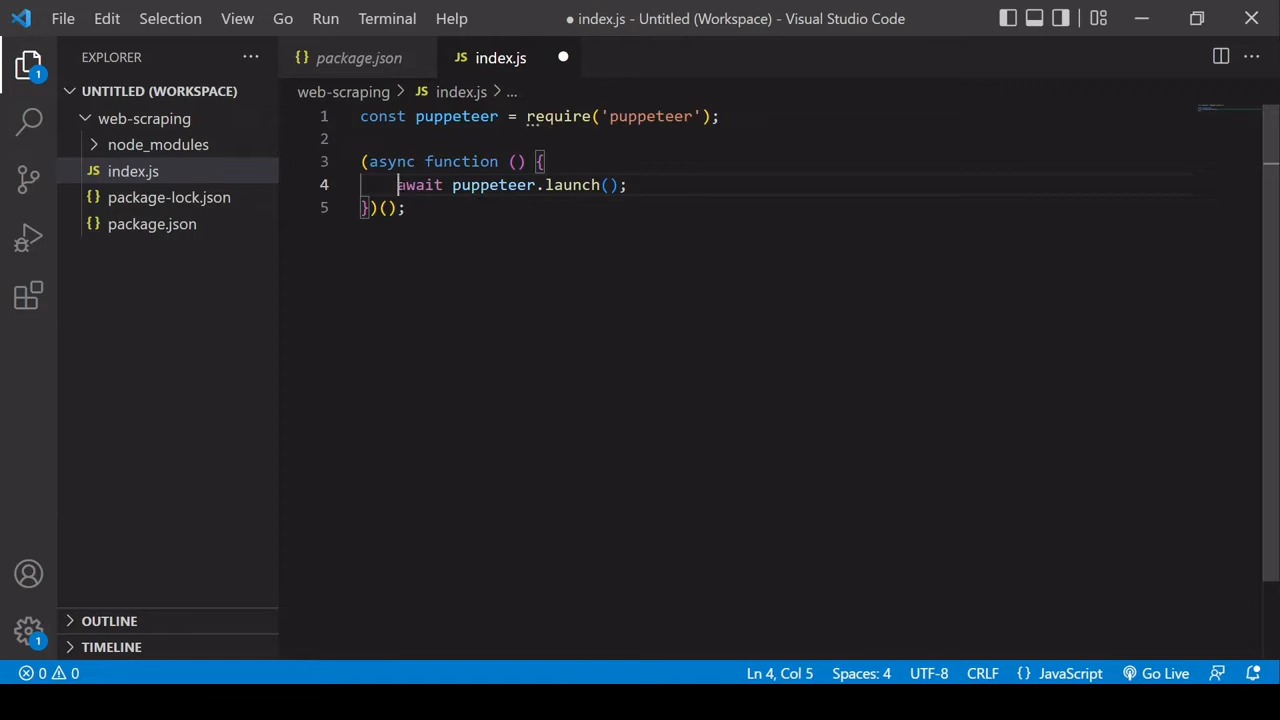 File Edit Selection View Go Run Terminal Help
● index.js - Untitled (Workspace) - Visual Studio Code
EXPLORER ...
{} package.json
JS index.js ●
1
UNTITLED (WORKSPACE)
web-scraping
node_modules
JS index.js
{} package-lock.json
{} package.json
web-scraping > JS index.js > ...
1 const puppeteer = require('puppeteer');
2
3 (async function () {
4     await puppeteer.launch();
5 })();
OUTLINE
TIMELINE
1
0 0
Ln 4, Col 5 Spaces: 4 UTF-8 CRLF {} JavaScript Go Live